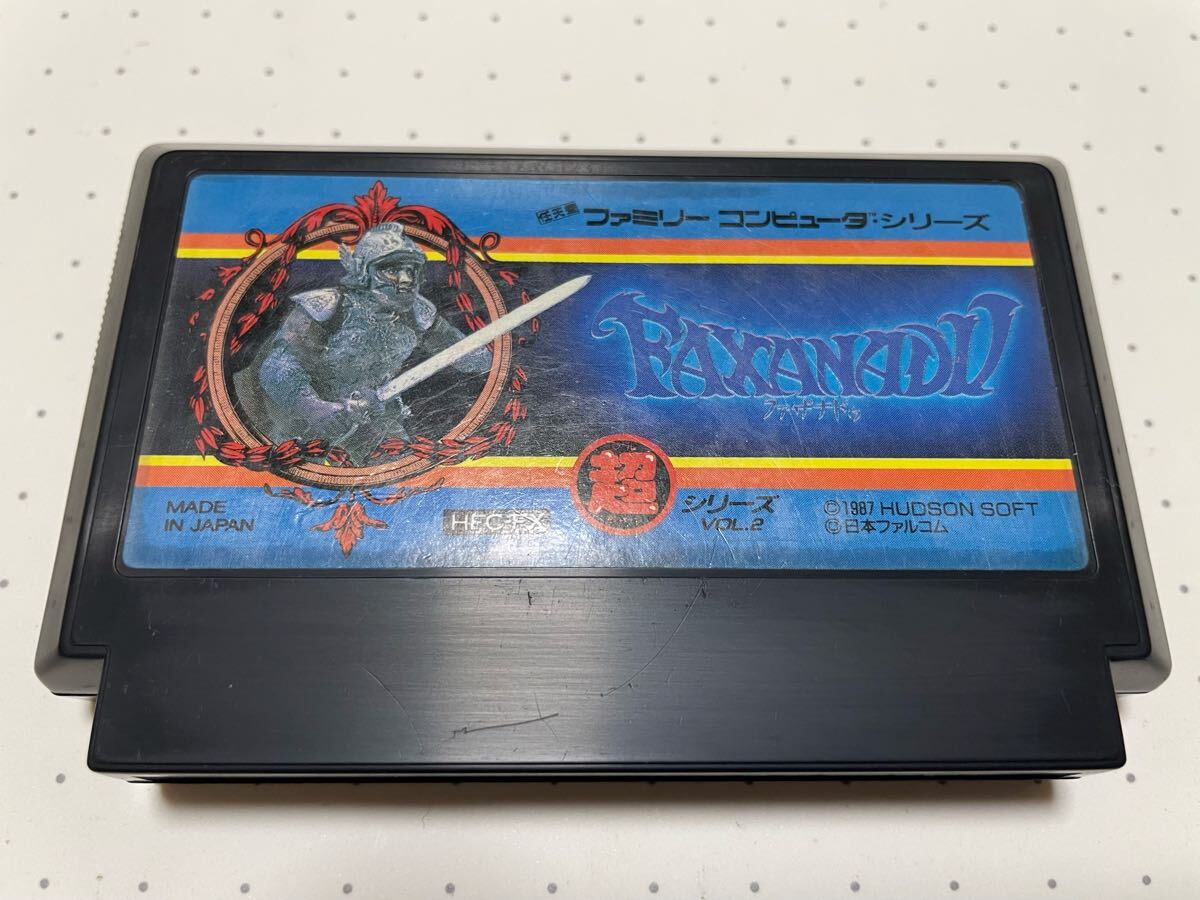 任天堂 ファミリー コンピュータ・シリーズ
FAXANADU
ファザナドゥ
MADE
IN JAPAN
HFC-FX
超
シリーズ
VOL.2
©1987 HUDSON SOFT
©日本ファルコム